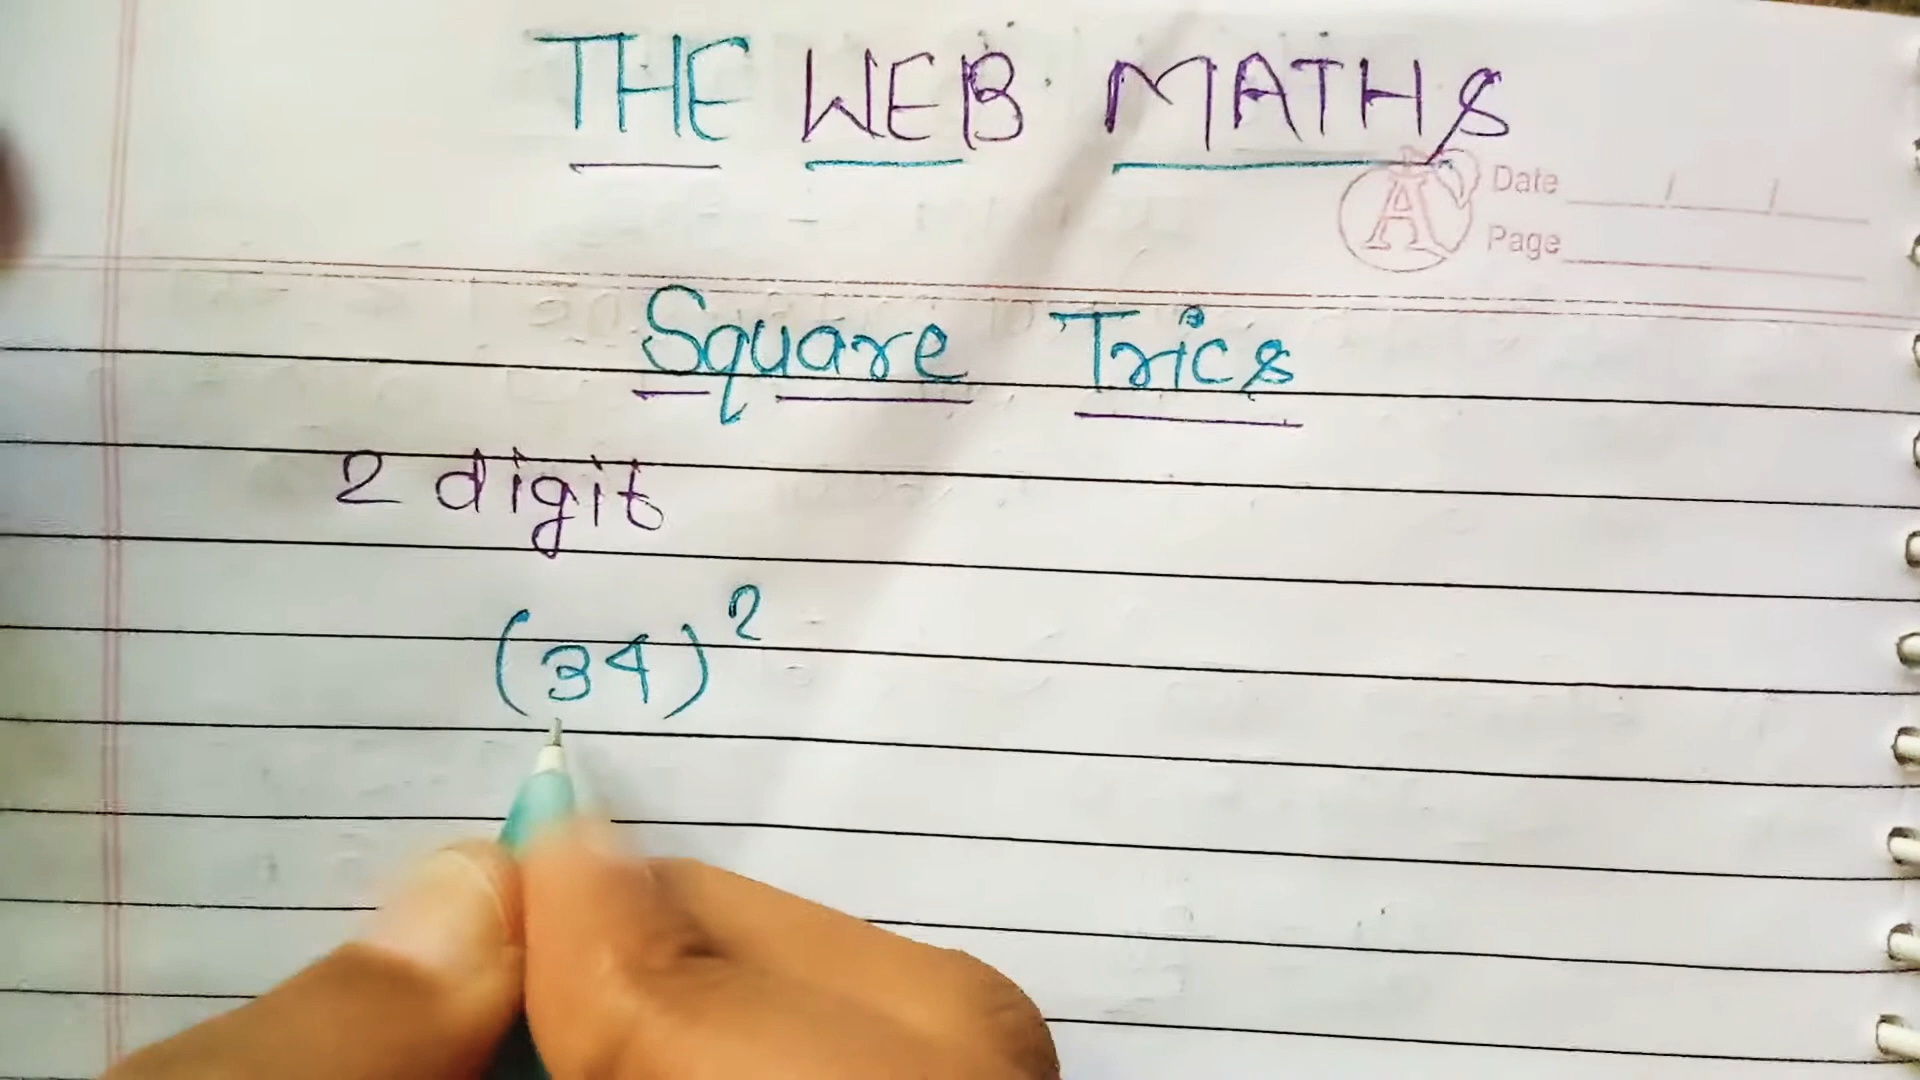 THE WEB MATHS
A
Date
Page
Square Trics
2 digit
(34)²